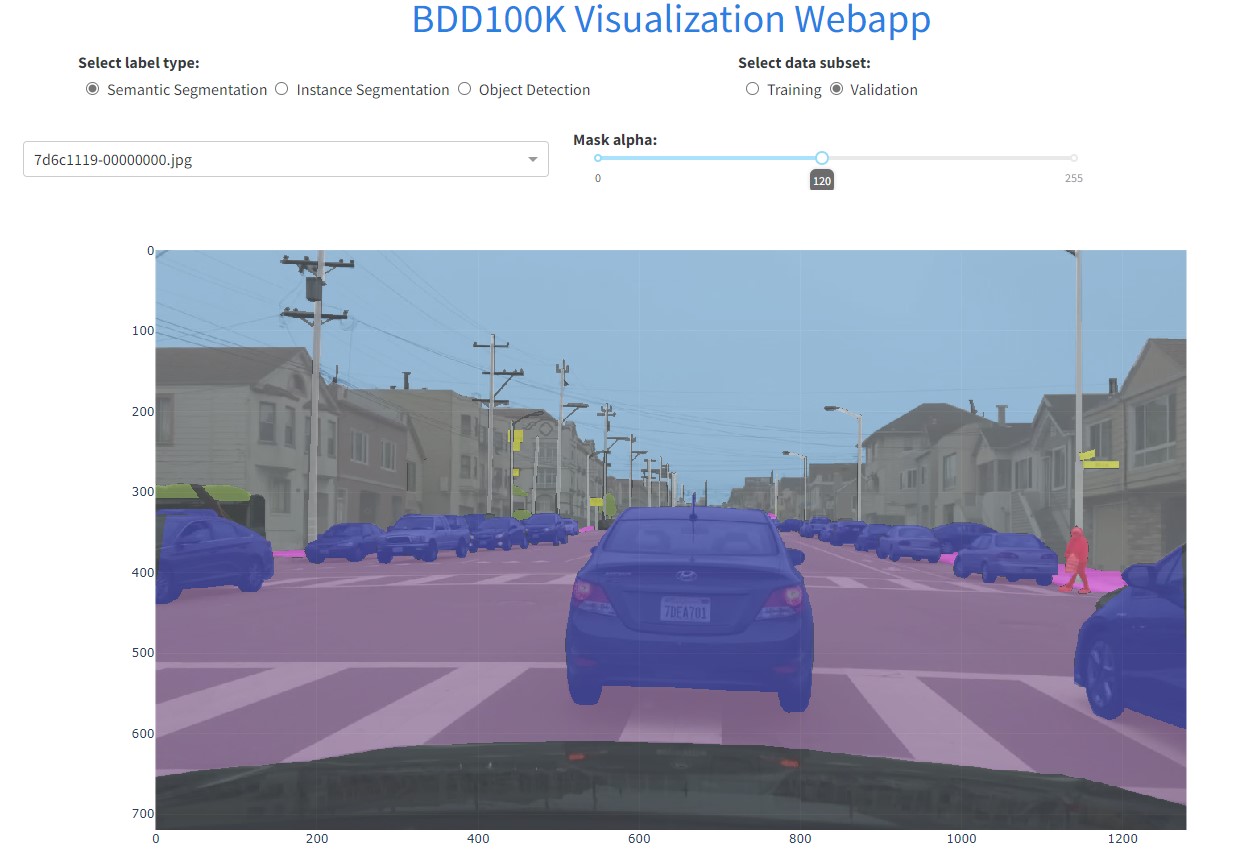 BDD100K Visualization Webapp
Select label type:
Select data subset:
Semantic Segmentation
Instance Segmentation
Object Detection
Training
Validation
Mask alpha:
7d6c1119-00000000.jpg
0
120
255
0
100
200
300
400
500
600
700
7DEA701
0
200
400
600
800
1000
1200